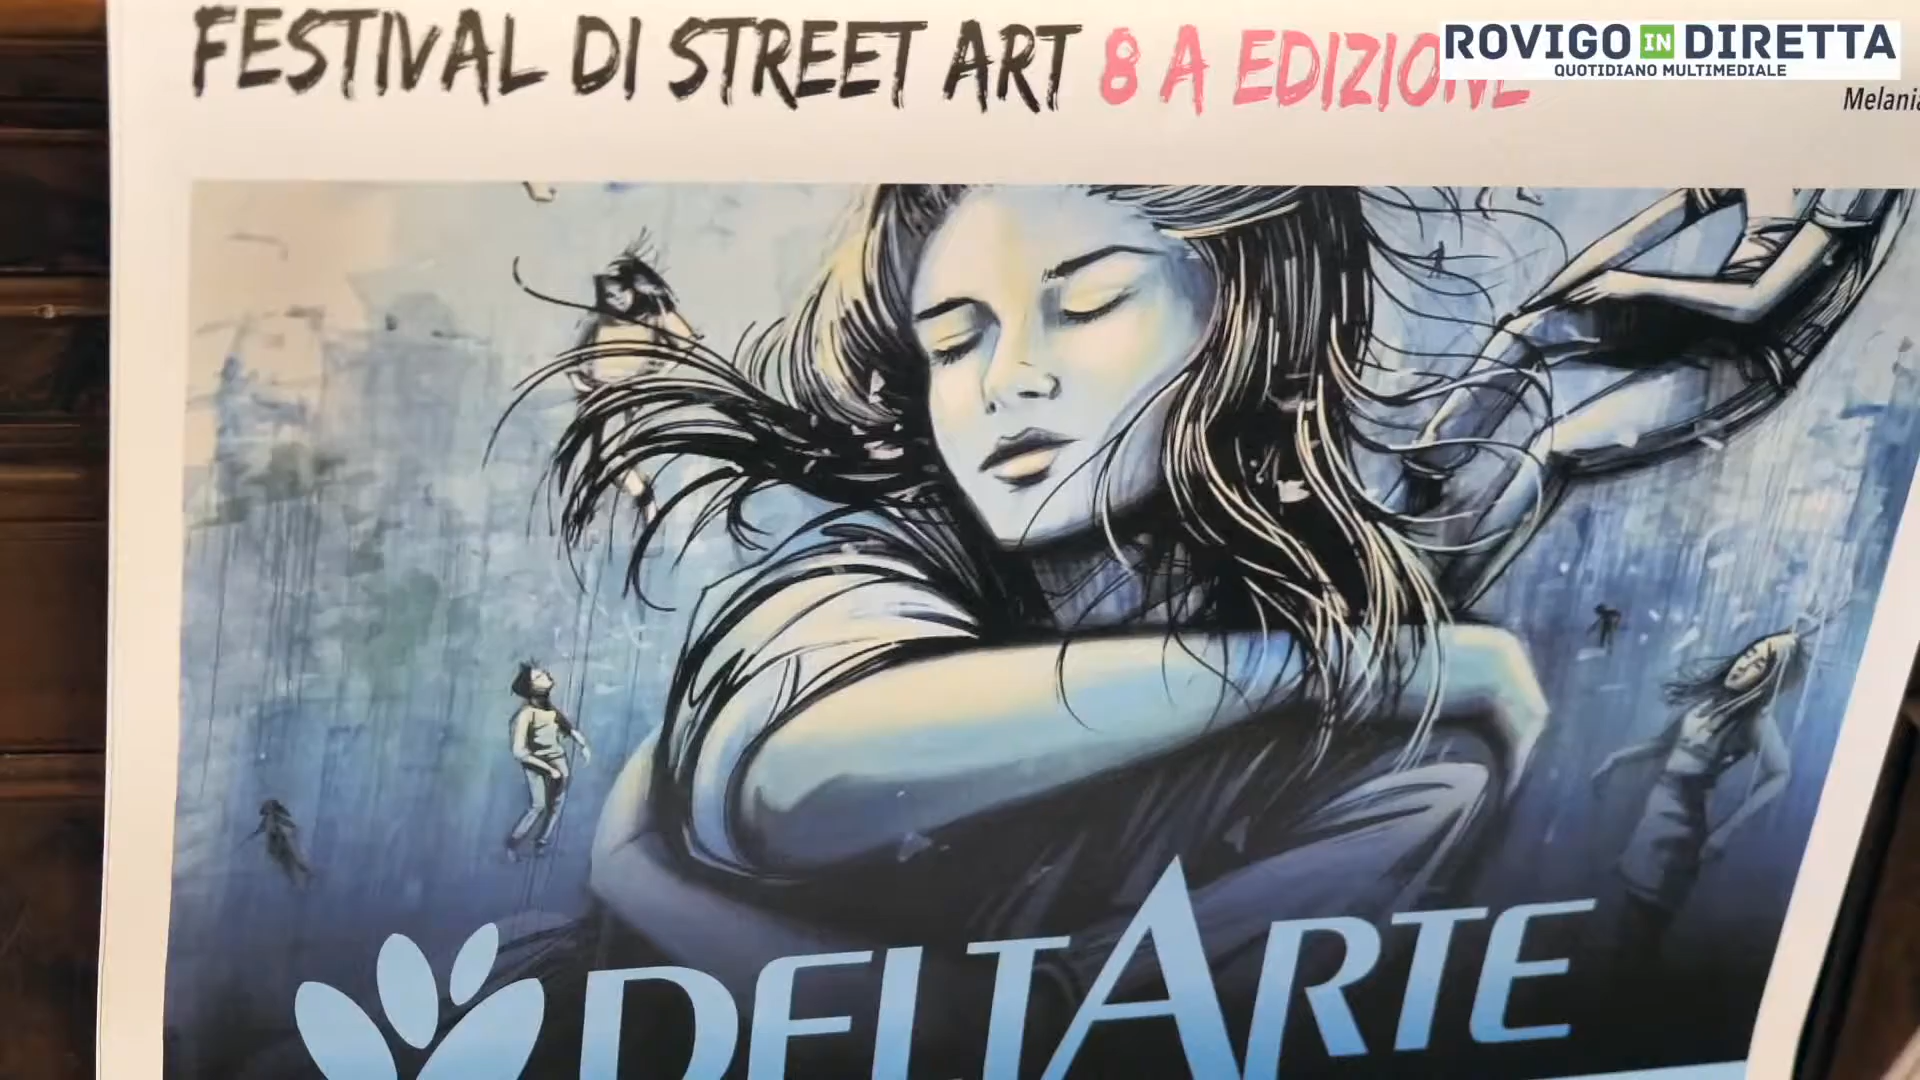 FESTIVAL DI STREET ART 8 A EDIZIONE
ROVIGO IN DIRETTA
QUOTIDIANO MULTIMEDIALE
Melania
DELTARTE